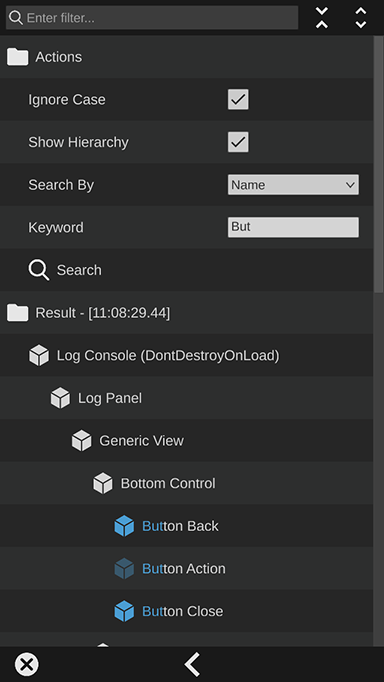 Enter filter...
Actions
Ignore Case
Show Hierarchy
Search By Name
Keyword But
Search
Result - [11:08:29.44]
Log Console (DontDestroyOnLoad)
Log Panel
Generic View
Bottom Control
Button Back
Button Action
Button Close